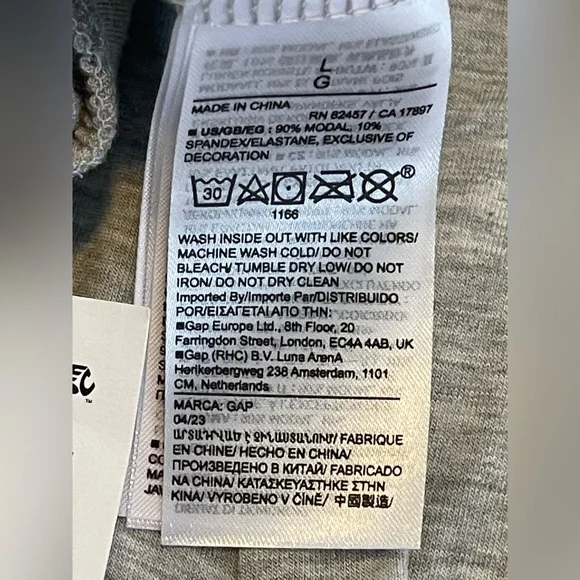 L
G
MADE IN CHINA
RN 82457 / CA 17897
■ US/GB/EG : 90% MODAL, 10%
SPANDEX/ELASTANE, EXCLUSIVE OF
DECORATION
30
®
1166
WASH INSIDE OUT WITH LIKE COLORS/
MACHINE WASH COLD/ DO NOT
BLEACH/ TUMBLE DRY LOW/ DO NOT
IRON/ DO NOT DRY CLEAN
Imported By/Importe Par/DISTRIBUIDO
POR/ΕΙΣΑΓΕΤΑΙ ΑΠΟ ΤΗΝ:
■Gap Europe Ltd., 8th Floor, 20
Farringdon Street, London, EC4A 4AB, UK
■Gap (RHC) B.V. Luna ArenA
Herikerbergweg 238 Amsterdam, 1101
CM, Netherlands
MARCA: GAP
04/23
ԱՐՏԱԴՐՎԱԾ Է ՉԻՆԱՍՏԱՆՈՒՄ/ FABRIQUE
EN CHINE/ HECHO EN CHINA/
ПРОИЗВЕДЕНО В КИТАЙ/ FABRICADO
NA CHINA/ ΚΑΤΑΣΚΕΥΑΣΤΗΚΕ ΣΤΗΝ
ΚΙΝΑ/ VYROBENO V ČÍNĚ/ 中國製造/
TM